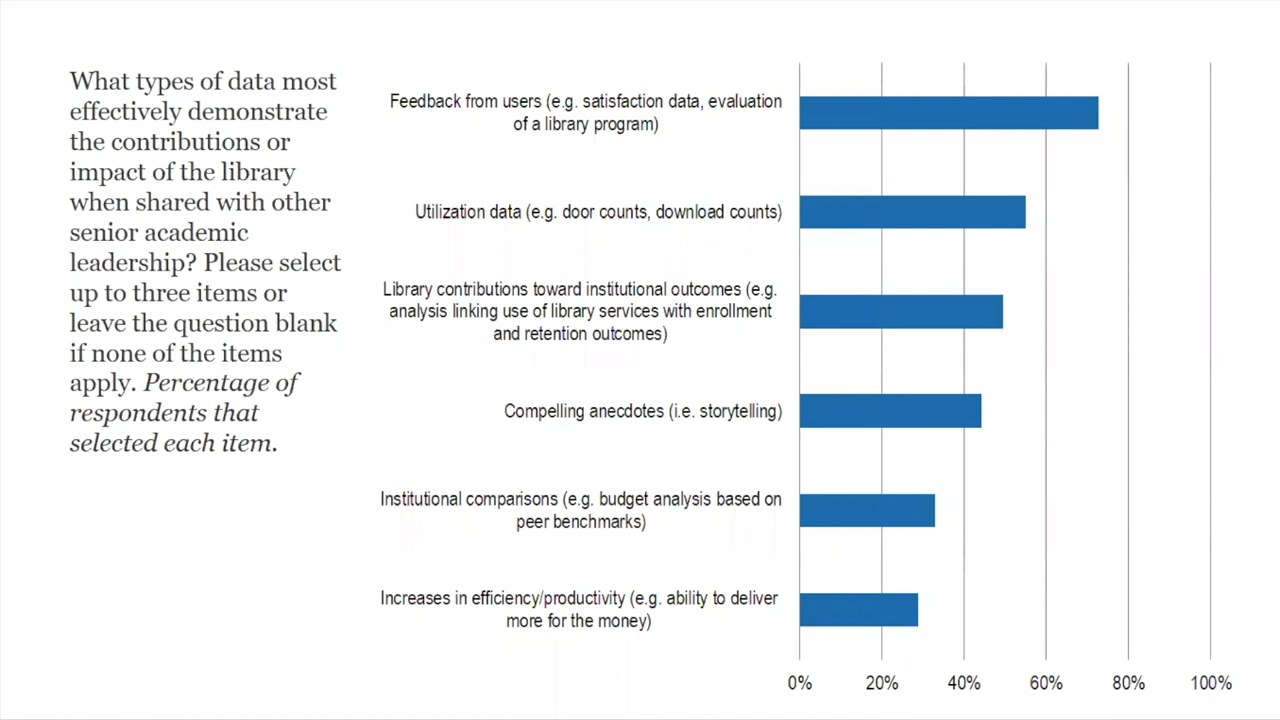 What types of data most
effectively demonstrate
the contributions or
impact of the library
when shared with other
senior academic
leadership? Please select
up to three items or
leave the question blank
if none of the items
apply. Percentage of
respondents that
selected each item.
Feedback from users (e.g. satisfaction data, evaluation
of a library program)
Utilization data (e.g. door counts, download counts)
Library contributions toward institutional outcomes (e.g.
analysis linking use of library services with enrollment
and retention outcomes)
Compelling anecdotes (i.e. storytelling)
Institutional comparisons (e.g. budget analysis based on
peer benchmarks)
Increases in efficiency/productivity (e.g. ability to deliver
more for the money)
0% 20% 40% 60% 80% 100%